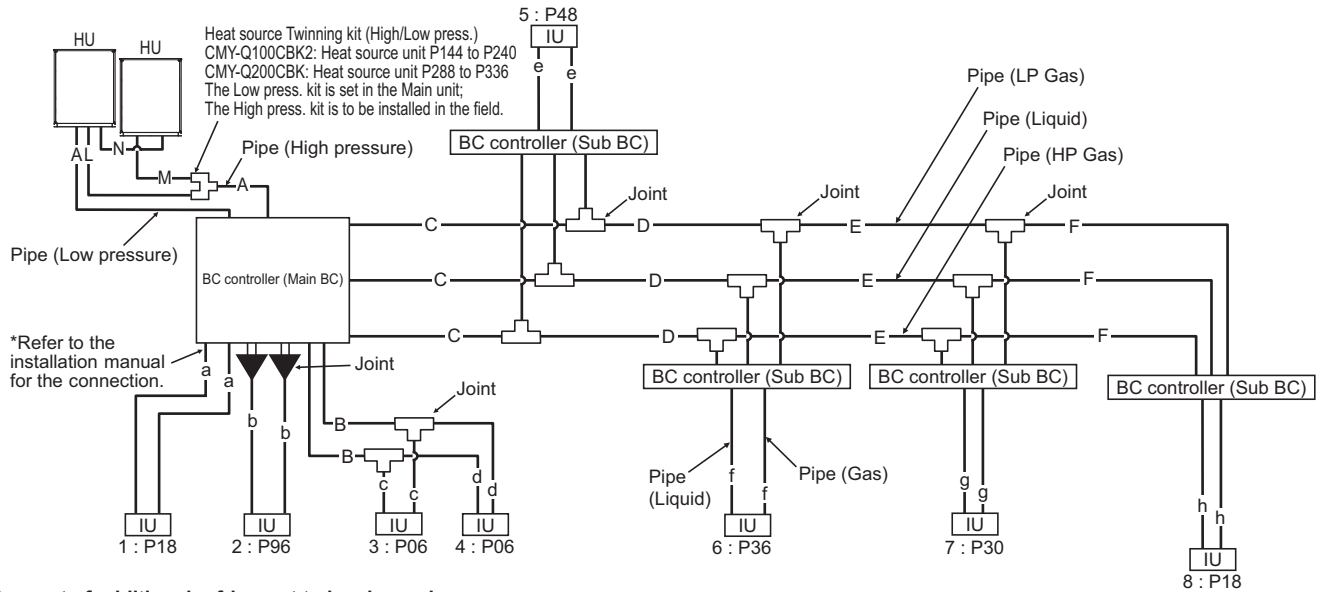 HU
HU
Heat source Twinning kit (High/Low press.)
CMY-Q100CBK2: Heat source unit P144 to P240
CMY-Q200CBK: Heat source unit P288 to P336
The Low press. kit is set in the Main unit;
The High press. kit is to be installed in the field.
5 : P48
IU
e
e
Pipe (LP Gas)
Pipe (Liquid)
Pipe (HP Gas)
BC controller (Sub BC)
A
L
N
M
A
Pipe (High pressure)
Pipe (Low pressure)
Joint
Joint
Joint
C
D
E
F
BC controller (Main BC)
C
D
E
F
C
D
E
F
*Refer to the
installation manual
for the connection.
a
a
Joint
b
b
B
B
Joint
c
c
d
d
BC controller (Sub BC)
BC controller (Sub BC)
BC controller (Sub BC)
Pipe
(Liquid)
f
f
Pipe (Gas)
g
g
h
h
IU
1 : P18
IU
2 : P96
IU
3 : P06
IU
4 : P06
IU
6 : P36
IU
7 : P30
IU
8 : P18